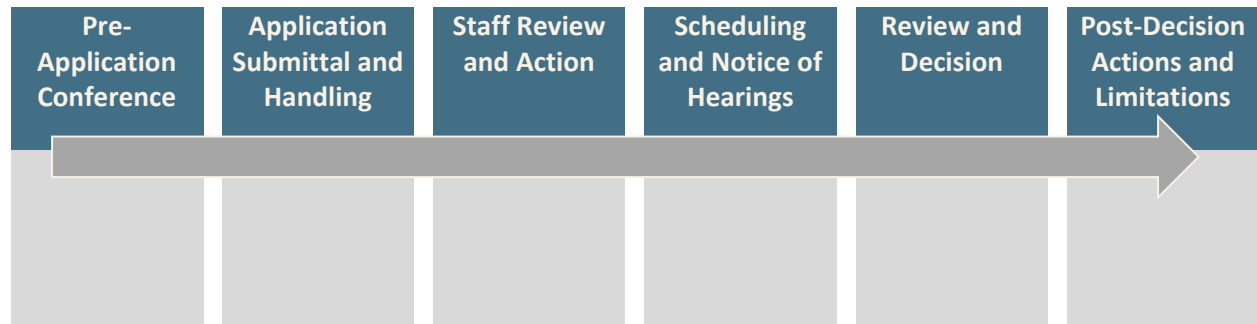 Pre-
Application
Conference
Application
Submittal and
Handling
Staff Review
and Action
Scheduling
and Notice of
Hearings
Review and
Decision
Post-Decision
Actions and
Limitations